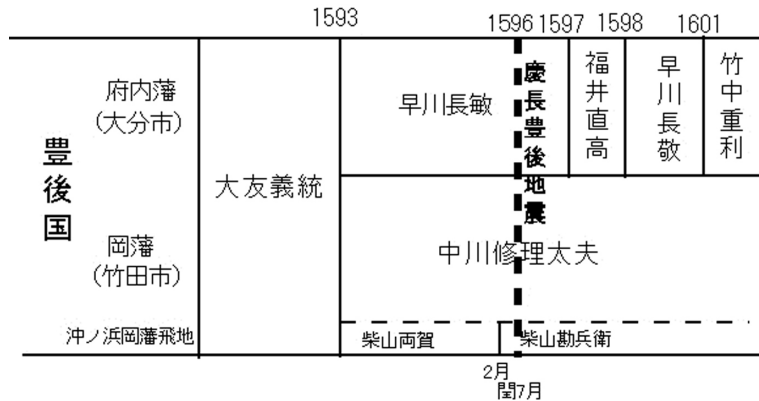 1593
1596 1597 1598 1601
豊後国
府内藩
(大分市)
岡藩
(竹田市)
沖ノ浜岡藩飛地
大友義統
早川長敏
慶長豊後地震
福井直高
早川長敬
竹中重利
中川修理太夫
柴山両賀
柴山勘兵衛
2月
閏7月